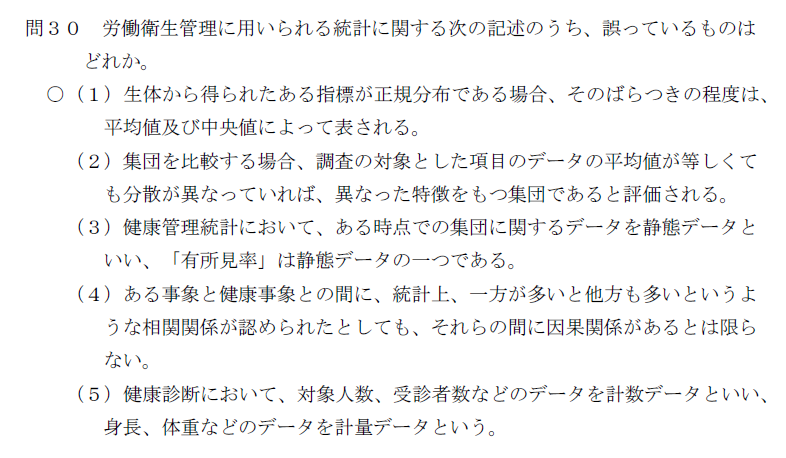 問３０　労働衛生管理に用いられる統計に関する次の記述のうち、誤っているものは
どれか。
○（１）生体から得られたある指標が正規分布である場合、そのばらつきの程度は、
平均値及び中央値によって表される。
（２）集団を比較する場合、調査の対象とした項目のデータの平均値が等しくて
も分散が異なっていれば、異なった特徴をもつ集団であると評価される。
（３）健康管理統計において、ある時点での集団に関するデータを静態データと
いい、「有所見率」は静態データの一つである。
（４）ある事象と健康事象との間に、統計上、一方が多いと他方も多いというよ
うな相関関係が認められたとしても、それらの間に因果関係があるとは限ら
ない。
（５）健康診断において、対象人数、受診者数などのデータを計数データといい、
身長、体重などのデータを計量データという。